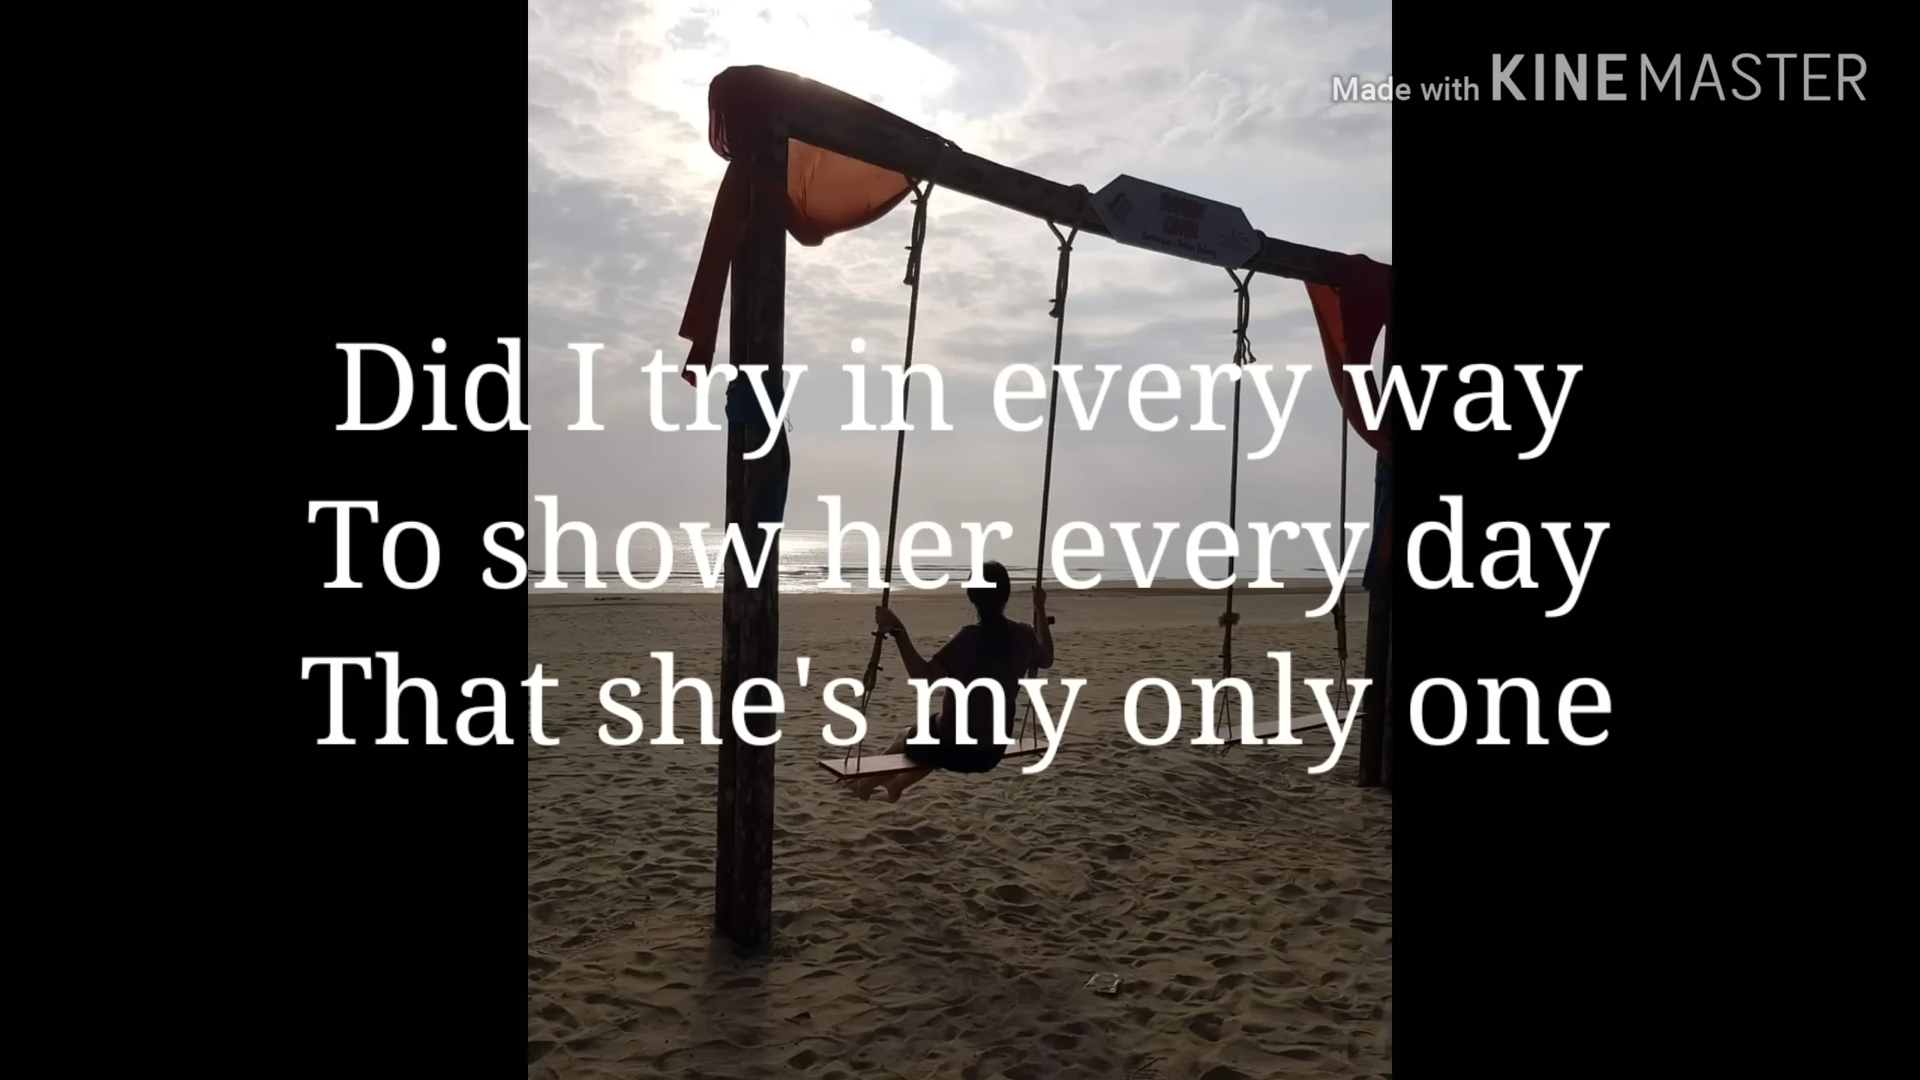 Made with KINEMASTER
Did I try in every way
To show her every day
That she's my only one